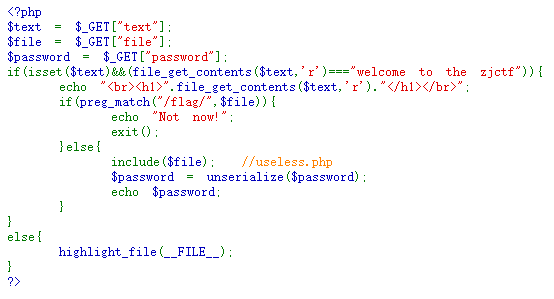 <?php
$text = $_GET["text"];
$file = $_GET["file"];
$password = $_GET["password"];
if(isset($text)&&(file_get_contents($text,'r')==="welcome to the zjctf")){
    echo "<br><h1>".file_get_contents($text,'r')."</h1></br>";
    if(preg_match("/flag/",$file)){
        echo "Not now!";
        exit();
    }else{
        include($file);  //useless.php
        $password = unserialize($password);
        echo $password;
    }
}
else{
    highlight_file(__FILE__);
}
?>